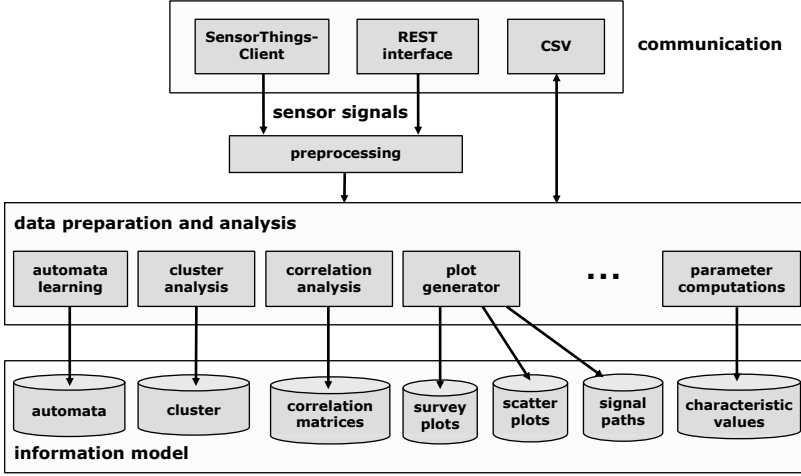 SensorThings-
Client
REST
interface
CSV
communication
sensor signals
preprocessing
data preparation and analysis
automata
learning
cluster
analysis
correlation
analysis
plot
generator
...
parameter
computations
automata
cluster
correlation
matrices
survey
plots
scatter
plots
signal
paths
characteristic
values
information model